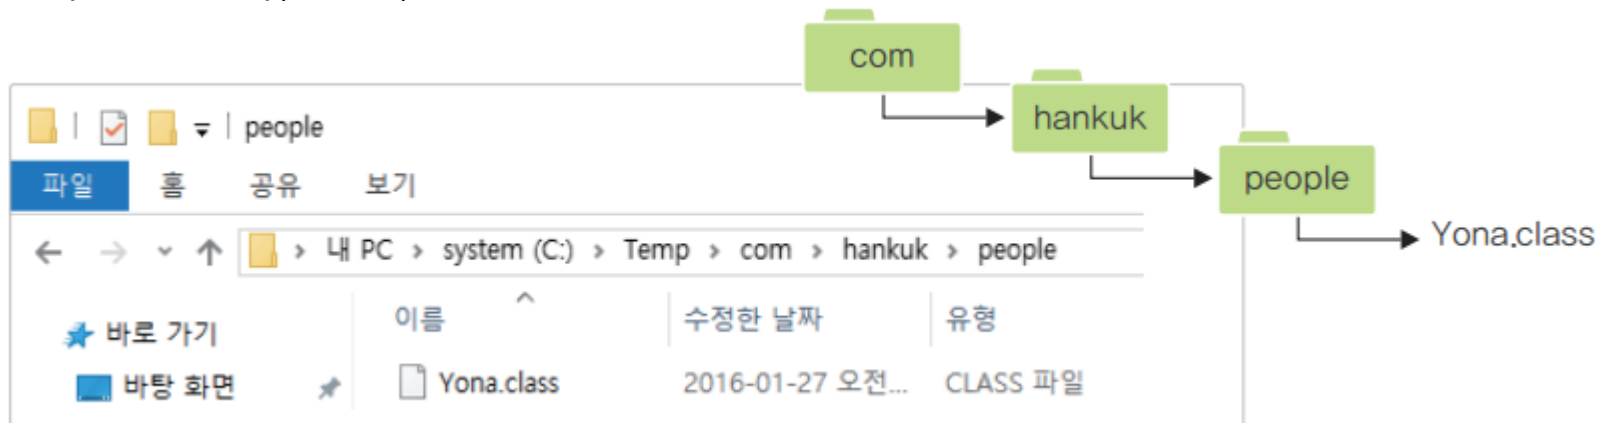 com
hankuk
people
Yona.class
people
파일 홈 공유 보기
내 PC > system (C:) > Temp > com > hankuk > people
이름 수정한 날짜 유형
바로 가기
바탕 화면
Yona.class 2016-01-27 오전... CLASS 파일